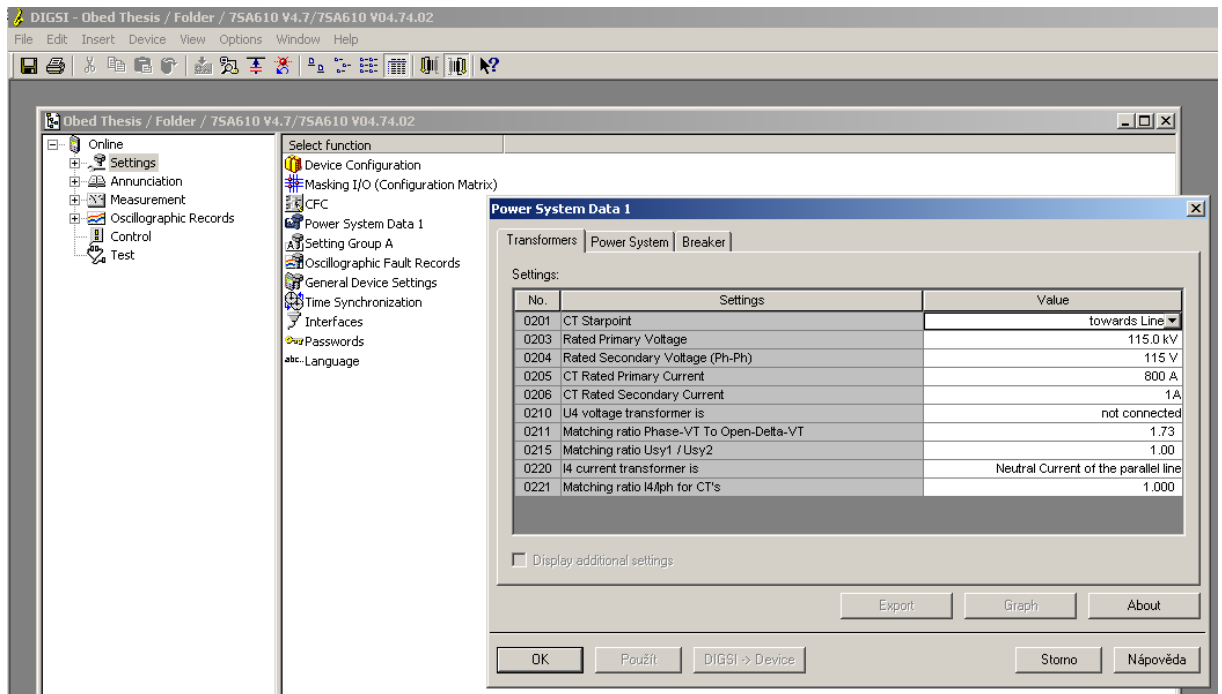 DIGSI - Obed Thesis / Folder / 7SA610 V4.7/7SA610 V04.74.02
File Edit Insert Device View Options Window Help
Obed Thesis / Folder / 7SA610 V4.7/7SA610 V04.74.02
Online
Settings
Annunciation
Measurement
Oscillographic Records
Control
Test
Select function
Device Configuration
Masking I/O (Configuration Matrix)
CFC
Power System Data 1
Setting Group A
Oscillographic Fault Records
General Device Settings
Time Synchronization
Interfaces
Passwords
abc.. Language
Power System Data 1
Transformers Power System Breaker
Settings:
No. Settings Value
0201 CT Starpoint towards Line
0203 Rated Primary Voltage 115.0 kV
0204 Rated Secondary Voltage (Ph-Ph) 115 V
0205 CT Rated Primary Current 800 A
0206 CT Rated Secondary Current 1A
0210 U4 voltage transformer is not connected
0211 Matching ratio Phase-VT To Open-Delta-VT 1.73
0215 Matching ratio Usy1 / Usy2 1.00
0220 I4 current transformer is Neutral Current of the parallel line
0221 Matching ratio I4/Iph for CT's 1.000
Display additional settings
Export Graph About
OK Použít DIGSI -> Device Storno Nápověda